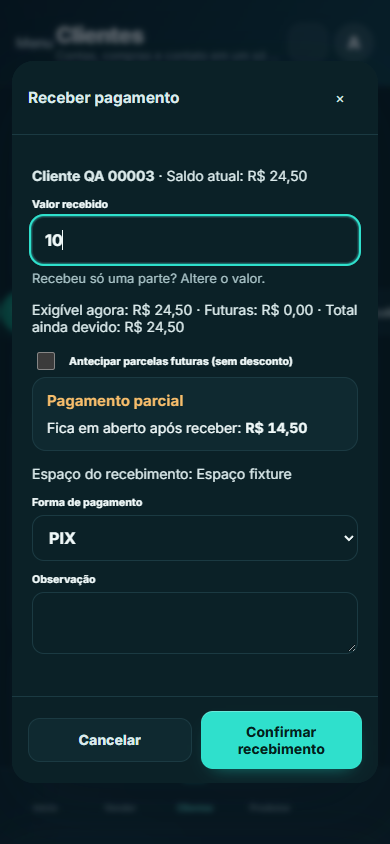 Menu Clientes
Receber pagamento
×
Cliente QA 00003 · Saldo atual: R$ 24,50
Valor recebido
10
Recebeu só uma parte? Altere o valor.
Exigível agora: R$ 24,50 · Futuras: R$ 0,00 · Total
ainda devido: R$ 24,50
Antecipar parcelas futuras (sem desconto)
Pagamento parcial
Fica em aberto após receber: R$ 14,50
Espaço do recebimento: Espaço fixture
Forma de pagamento
PIX
Observação
Cancelar
Confirmar
recebimento